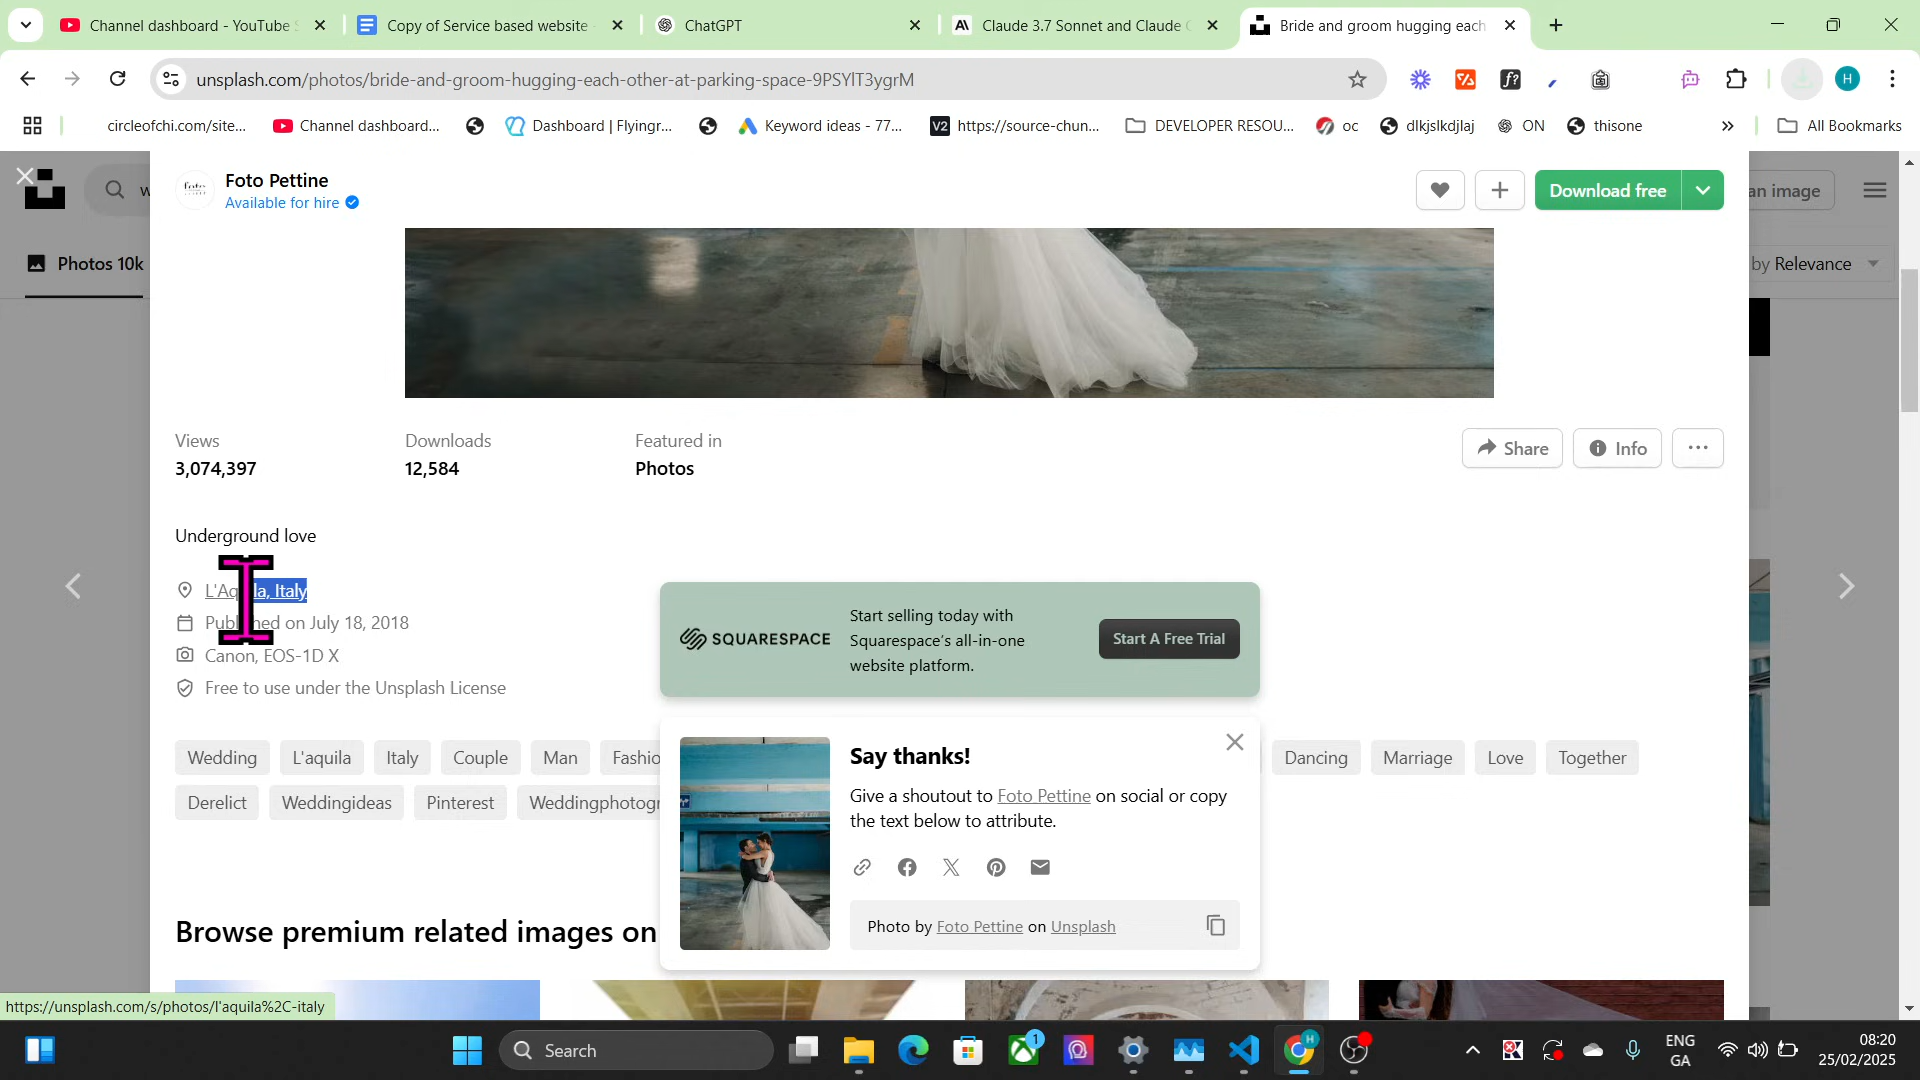 Channel dashboard - YouTube S
Copy of Service based website -
ChatGPT
Claude 3.7 Sonnet and Claude C
Bride and groom hugging each
unsplash.com/photos/bride-and-groom-hugging-each-other-at-parking-space-9PSYlT3ygrM
H
circleofchi.com/site...
Channel dashboard...
Dashboard | Flyingr...
Keyword ideas - 77...
V2
https://source-chun...
DEVELOPER RESOU...
oc
dlkjslkdjlaj
ON
thisone
All Bookmarks
w
foto
Foto Pettine
Available for hire
Download free
an image
Photos 10k
by Relevance
Views
3,074,397
Downloads
12,584
Featured in
Photos
Share
Info
Underground love
L'Aquila, Italy
Published on July 18, 2018
Canon, EOS-1D X
Free to use under the Unsplash License
SQUARESPACE
Start selling today with
Squarespace's all-in-one
website platform.
Start A Free Trial
Wedding
L'aquila
Italy
Couple
Man
Fashio
Dancing
Marriage
Love
Together
Derelict
Weddingideas
Pinterest
Weddingphotogr
Say thanks!
Give a shoutout to Foto Pettine on social or copy
the text below to attribute.
Photo by Foto Pettine on Unsplash
Browse premium related images on
https://unsplash.com/s/photos/l'aquila%2C-italy
Search
1
H
ENG
GA
08:20
25/02/2025